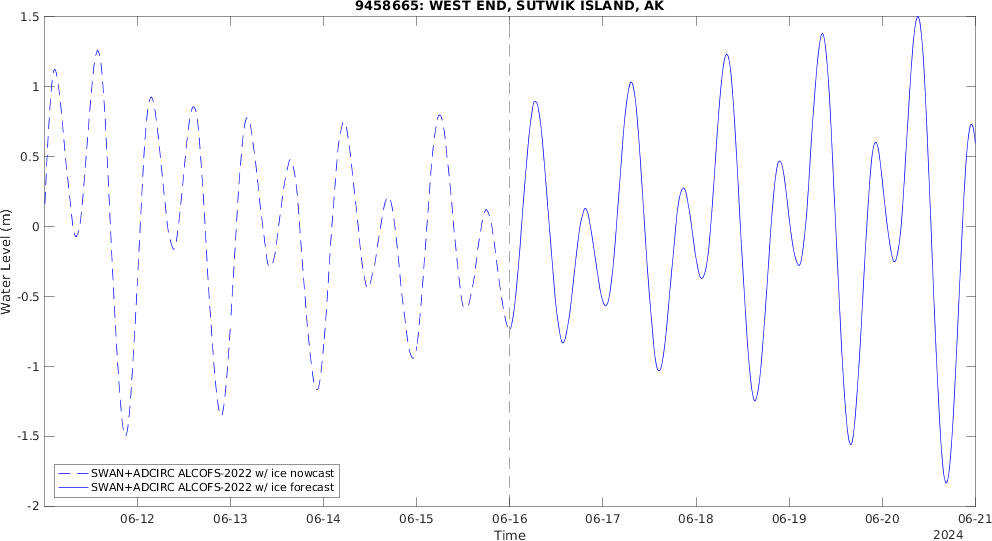 9458665: WEST END, SUTWIK ISLAND, AK
1.5
1
0.5
0
-0.5
-1
-1.5
-2
Water Level (m)
SWAN+ADCIRC ALCOFS-2022 w/ ice nowcast
SWAN+ADCIRC ALCOFS-2022 w/ ice forecast
06-12 06-13 06-14 06-15 06-16 06-17 06-18 06-19 06-20 06-21
Time
2024